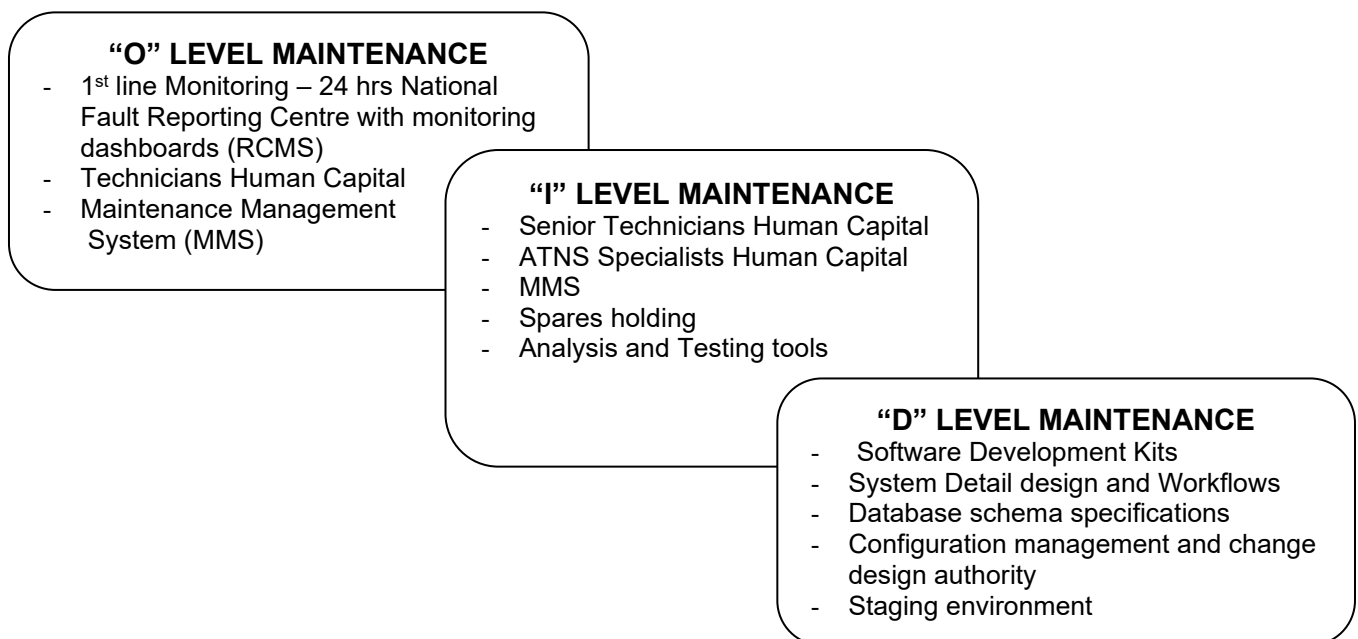 “O” LEVEL MAINTENANCE
- 1st line Monitoring – 24 hrs National
Fault Reporting Centre with monitoring
dashboards (RCMS)
- Technicians Human Capital
- Maintenance Management
System (MMS)
“I” LEVEL MAINTENANCE
- Senior Technicians Human Capital
- ATNS Specialists Human Capital
- MMS
- Spares holding
- Analysis and Testing tools
“D” LEVEL MAINTENANCE
- Software Development Kits
- System Detail design and Workflows
- Database schema specifications
- Configuration management and change
design authority
- Staging environment